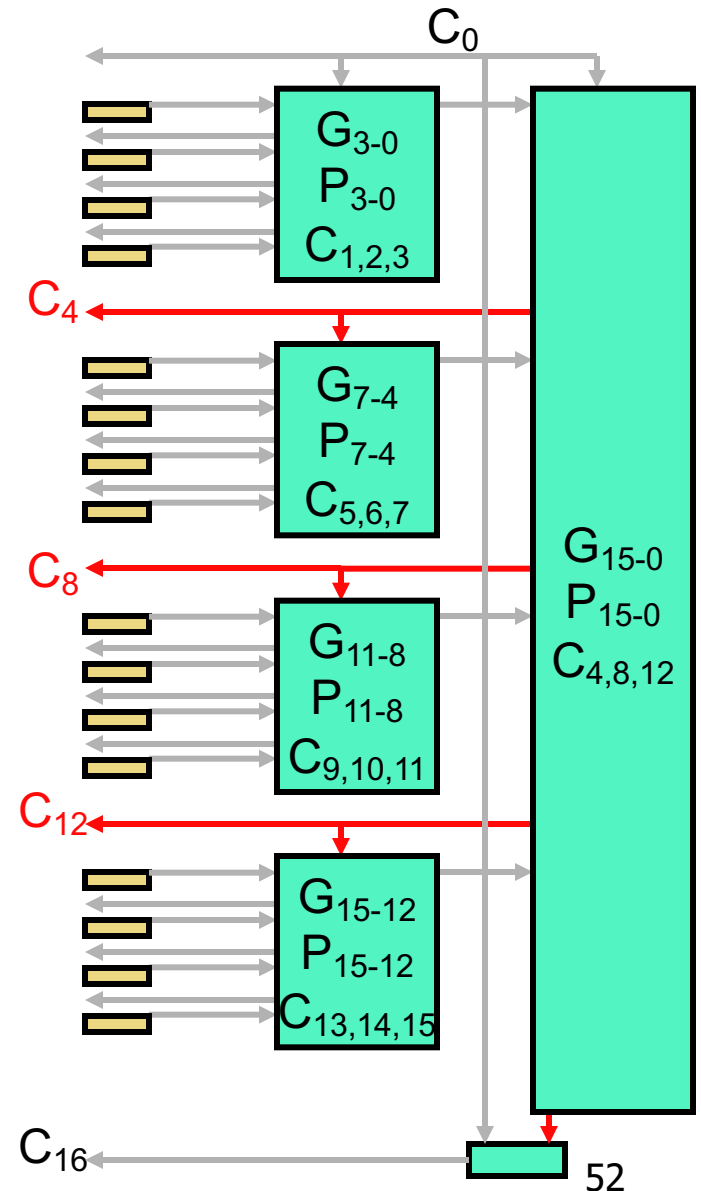 C₀
G₃₋₀
P₃₋₀
C₁,₂,₃
C₄
G₇₋₄
P₇₋₄
C₅,₆,₇
G₁₅₋₀
P₁₅₋₀
C₄,₈,₁₂
C₈
G₁₁₋₈
P₁₁₋₈
C₉,₁₀,₁₁
C₁₂
G₁₅₋₁₂
P₁₅₋₁₂
C₁₃,₁₄,₁₅
C₁₆
52